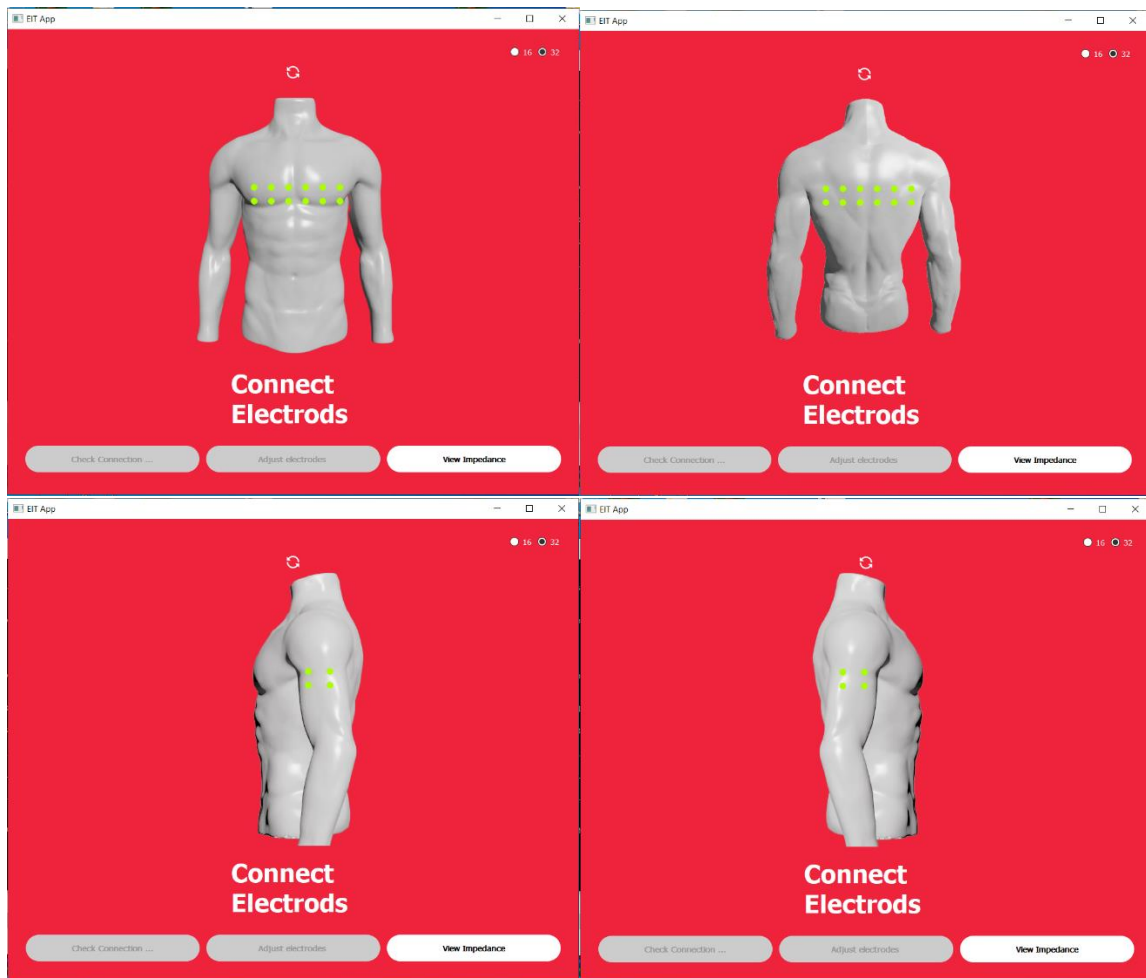 EIT App
16 32
Connect
Electrods
Check Connection ... Adjust electrodes View Impedance
EIT App
16 32
Connect
Electrods
Check Connection ... Adjust electrodes View Impedance
EIT App
16 32
Connect
Electrods
Check Connection ... Adjust electrodes View Impedance
EIT App
16 32
Connect
Electrods
Check Connection ... Adjust electrodes View Impedance